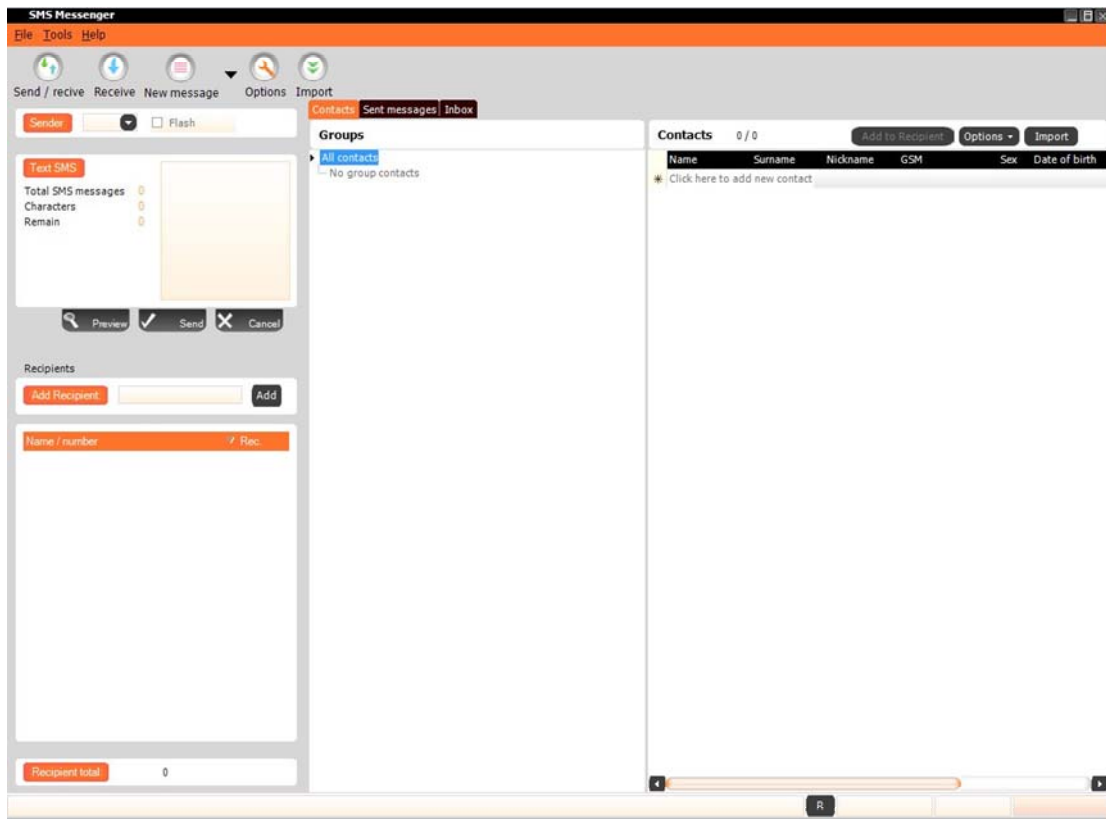 SMS Messenger
File Tools Help
Send / recive Receive New message Options Import
Sender Flash
Text SMS
Total SMS messages 0
Characters 0
Remain 0
Preview Send Cancel
Recipients
Add Recipient Add
Name / number Rec.
Recipient total: 0
Contacts Sent messages Inbox
Groups
All contacts
No group contacts
Contacts 0 / 0 Add to Recipient Options Import
Name Surname Nickname GSM Sex Date of birth
Click here to add new contact
R